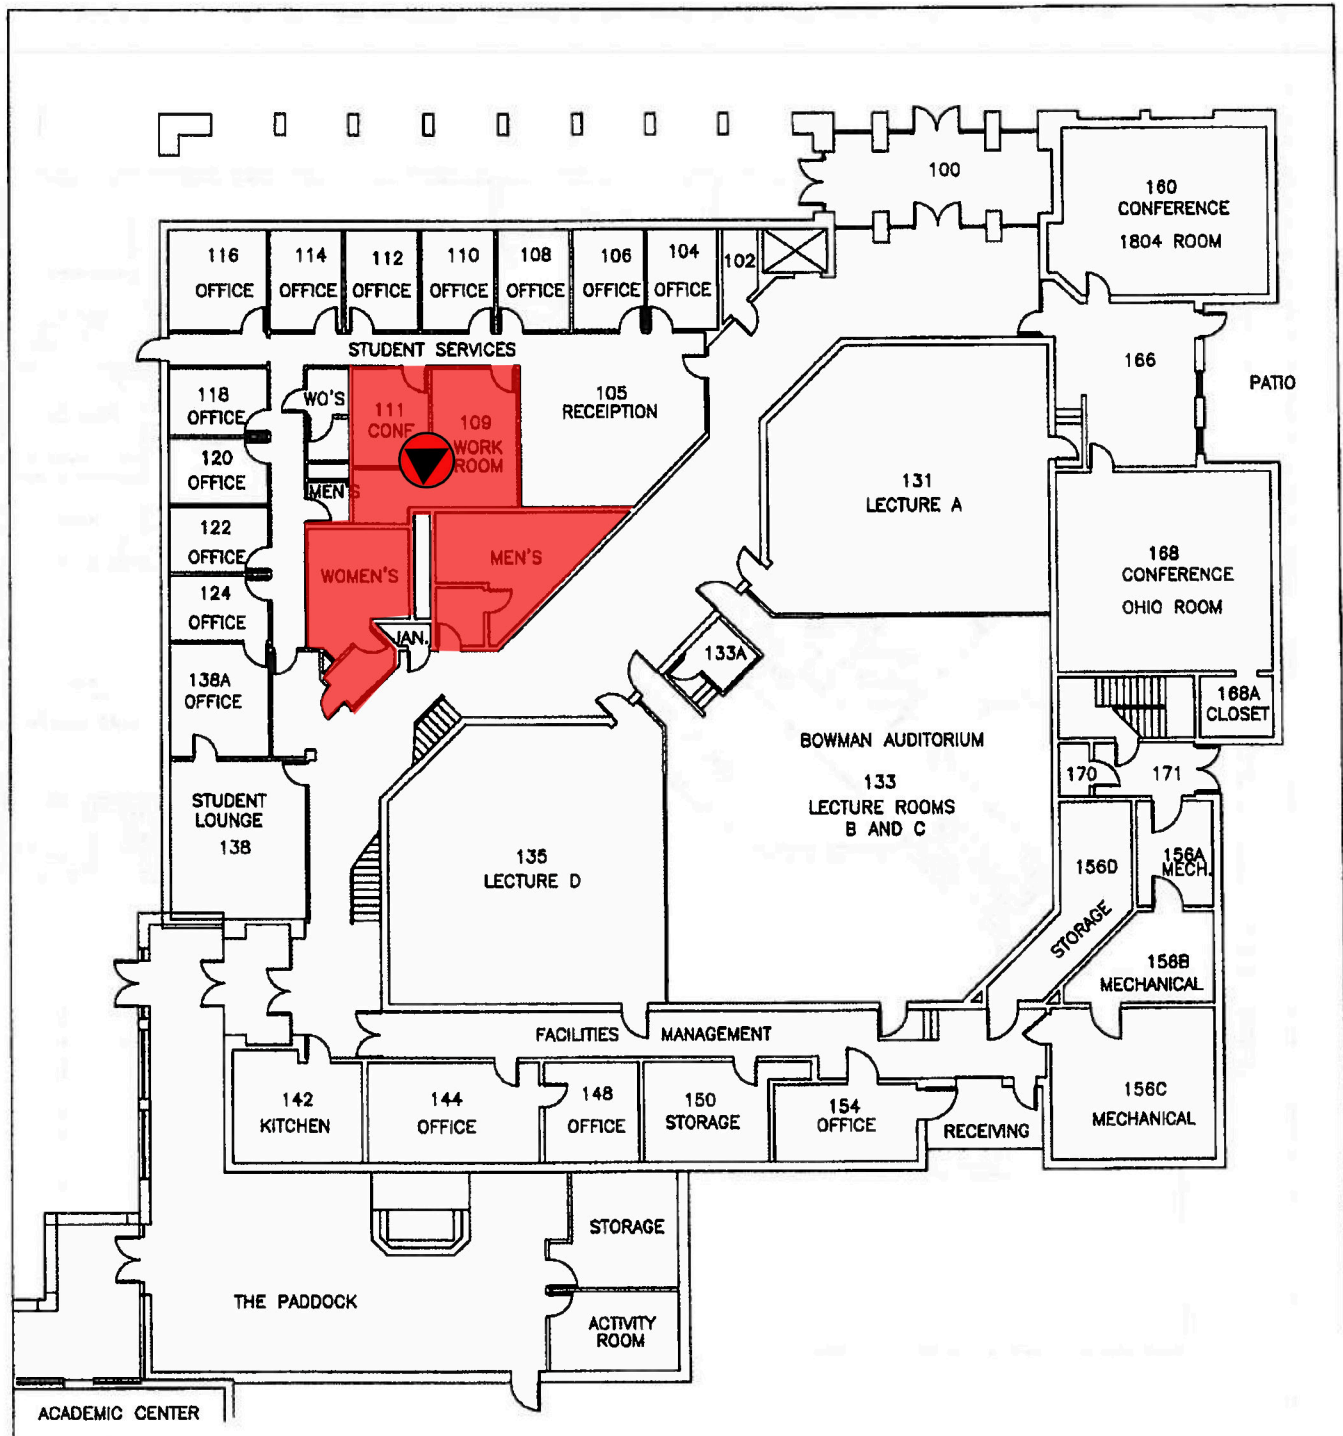 100
160
CONFERENCE
1804 ROOM
116
OFFICE
114
OFFICE
112
OFFICE
110
OFFICE
108
OFFICE
106
OFFICE
104
OFFICE
102
STUDENT SERVICES
166
PATIO
118
OFFICE
WO'S
111
CONF.
109
WORK
ROOM
105
RECEIPTION
120
OFFICE
MEN'S
131
LECTURE A
122
OFFICE
WOMEN'S
MEN'S
168
CONFERENCE
OHIO ROOM
124
OFFICE
JAN.
133A
138A
OFFICE
168A
CLOSET
BOWMAN AUDITORIUM
133
LECTURE ROOMS
B AND C
170
171
STUDENT
LOUNGE
138
135
LECTURE D
156D
STORAGE
156A
MECH.
156B
MECHANICAL
FACILITIES MANAGEMENT
142
KITCHEN
144
OFFICE
148
OFFICE
150
STORAGE
154
OFFICE
RECEIVING
156C
MECHANICAL
STORAGE
THE PADDOCK
ACTIVITY
ROOM
ACADEMIC CENTER